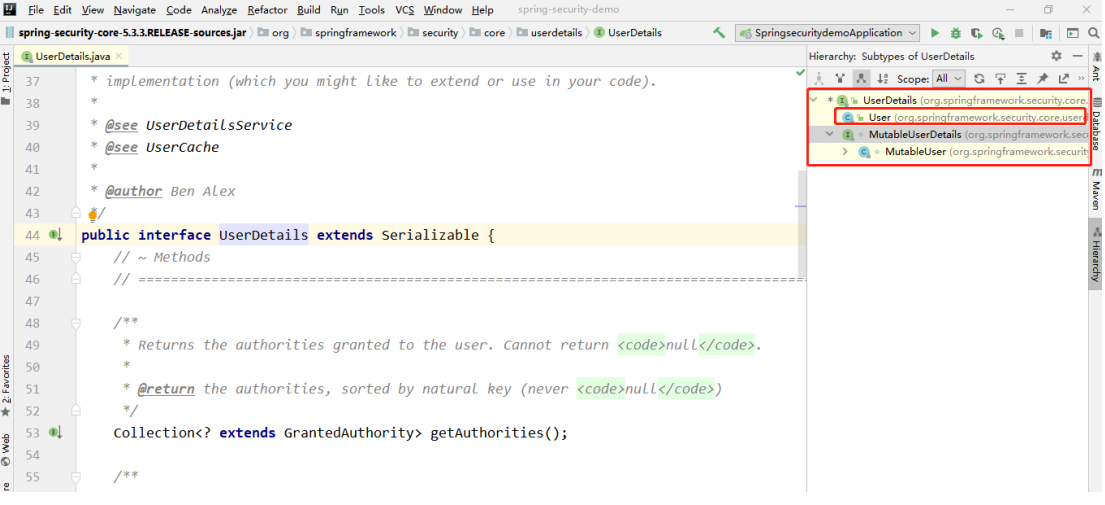 File Edit View Navigate Code Analyze Refactor Build Run Tools VCS Window Help spring-security-demo
spring-security-core-5.3.3.RELEASE-sources.jar org springframework security core userdetails UserDetails SpringsecuritydemoApplication
UserDetails.java
Hierarchy: Subtypes of UserDetails
Scope: All
1: Project
2: Favorites
Web
re
Ant
Database
Maven
Hierarchy
37 * implementation (which you might like to extend or use in your code).
38 *
39 * @see UserDetailsService
40 * @see UserCache
41 *
42 * @author Ben Alex
43 */
44 public interface UserDetails extends Serializable {
45 // ~ Methods
46 // ==================================================================================
47
48 /**
49 * Returns the authorities granted to the user. Cannot return <code>null</code>.
50 *
51 * @return the authorities, sorted by natural key (never <code>null</code>)
52 */
53 Collection<? extends GrantedAuthority> getAuthorities();
54
55 /**
* UserDetails (org.springframework.security.core.
User (org.springframework.security.core.userd
MutableUserDetails (org.springframework.secu
MutableUser (org.springframework.security